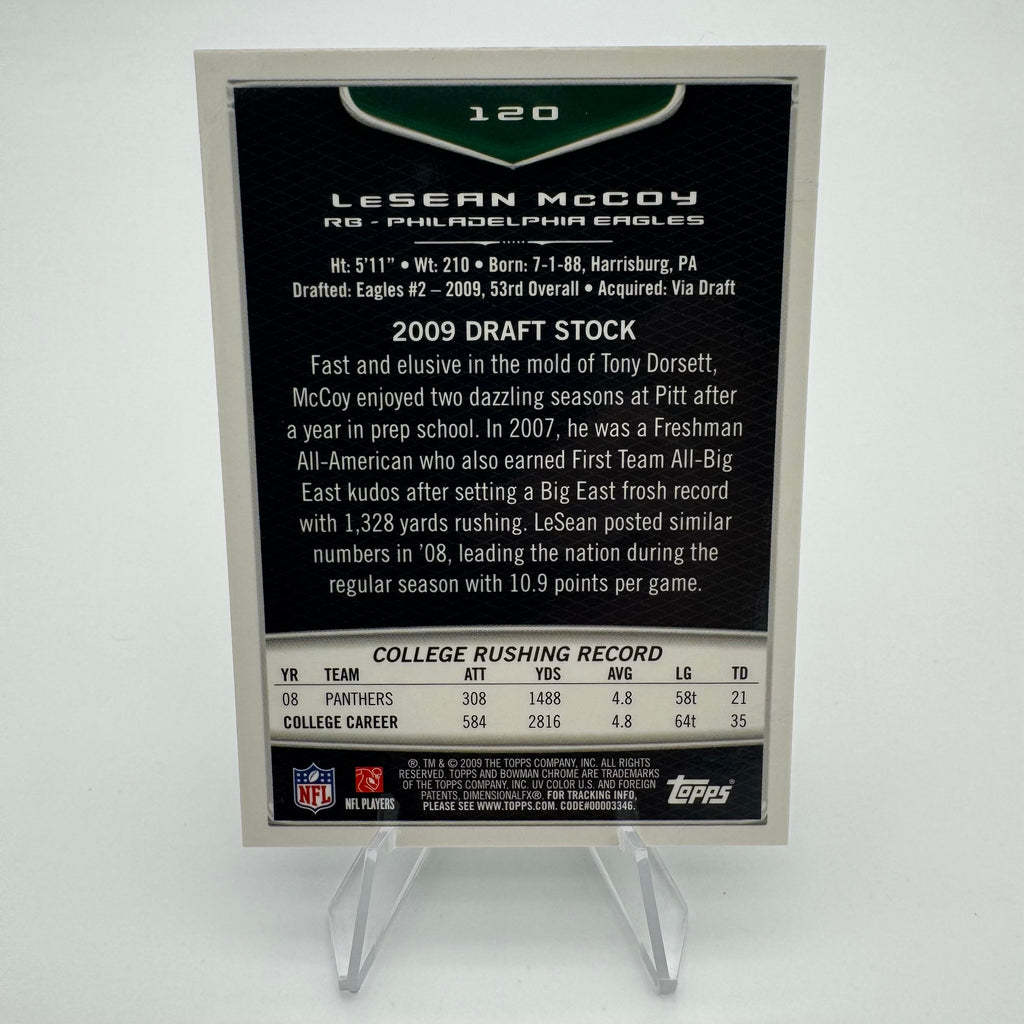 120
LeSEAN McCOY
RB - PHILADELPHIA EAGLES
Ht: 5'11" • Wt: 210 • Born: 7-1-88, Harrisburg, PA
Drafted: Eagles #2 – 2009, 53rd Overall • Acquired: Via Draft
2009 DRAFT STOCK
Fast and elusive in the mold of Tony Dorsett,
McCoy enjoyed two dazzling seasons at Pitt after
a year in prep school. In 2007, he was a Freshman
All-American who also earned First Team All-Big
East kudos after setting a Big East frosh record
with 1,328 yards rushing. LeSean posted similar
numbers in '08, leading the nation during the
regular season with 10.9 points per game.
COLLEGE RUSHING RECORD
YR TEAM ATT YDS AVG LG TD
08 PANTHERS 308 1488 4.8 58t 21
COLLEGE CAREER 584 2816 4.8 64t 35
®, TM & © 2009 THE TOPPS COMPANY, INC. ALL RIGHTS
RESERVED. TOPPS AND BOWMAN CHROME ARE TRADEMARKS
OF THE TOPPS COMPANY, INC. UV COLOR U.S. AND FOREIGN
PATENTS, DIMENSIONALFX®. FOR TRACKING INFO,
PLEASE SEE WWW.TOPPS.COM. CODE#00003346.
NFL
NFL PLAYERS
topps®